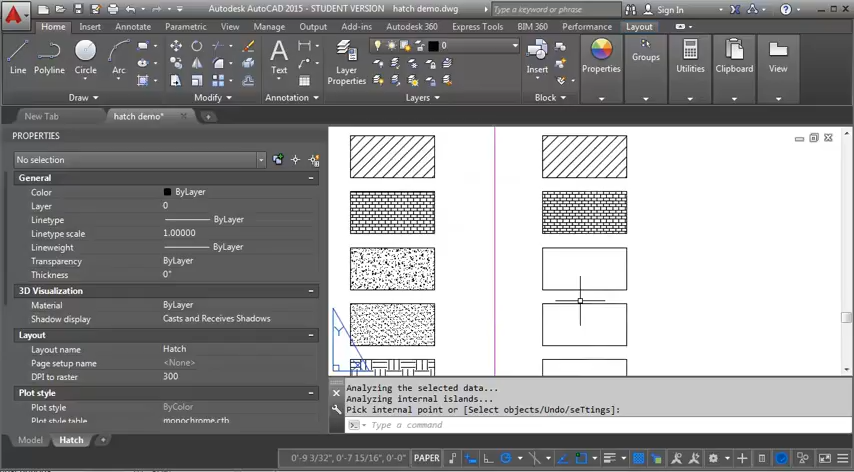 Autodesk AutoCAD 2015 - STUDENT VERSION hatch demo.dwg
Type a keyword or phrase
Sign In
Home Insert Annotate Parametric View Manage Output Add-ins Autodesk 360 Express Tools BIM 360 Performance Layout
Line Polyline Circle Arc
Text
Layer
Properties
0
Insert
Properties
Groups
Utilities
Clipboard
View
Draw Modify Annotation Layers Block
New Tab hatch demo*
PROPERTIES
No selection
General
Color ByLayer
Layer 0
Linetype ByLayer
Linetype scale 1.00000
Lineweight ByLayer
Transparency ByLayer
Thickness 0"
3D Visualization
Material ByLayer
Shadow display Casts and Receives Shadows
Layout
Layout name Hatch
Page setup name <None>
DPI to raster 300
Plot style
Plot style ByColor
Plot style table monochrome.ctb
Y
X
Analyzing the selected data...
Analyzing internal islands...
Pick internal point or [Select objects/Undo/seTtings]:
Type a command
Model Hatch +
0'-9 3/32", 0'-7 15/16", 0'-0" PAPER